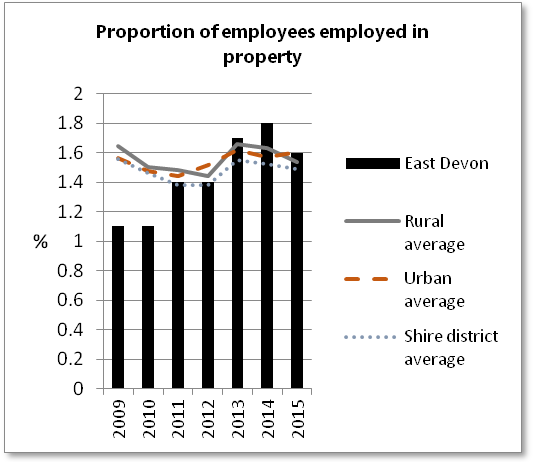 Proportion of employees employed in
property
2
1.8
1.6
1.4
1.2
1
0.8
0.6
0.4
0.2
0
%
2009
2010
2011
2012
2013
2014
2015
East Devon
Rural
average
Urban
average
Shire district
average